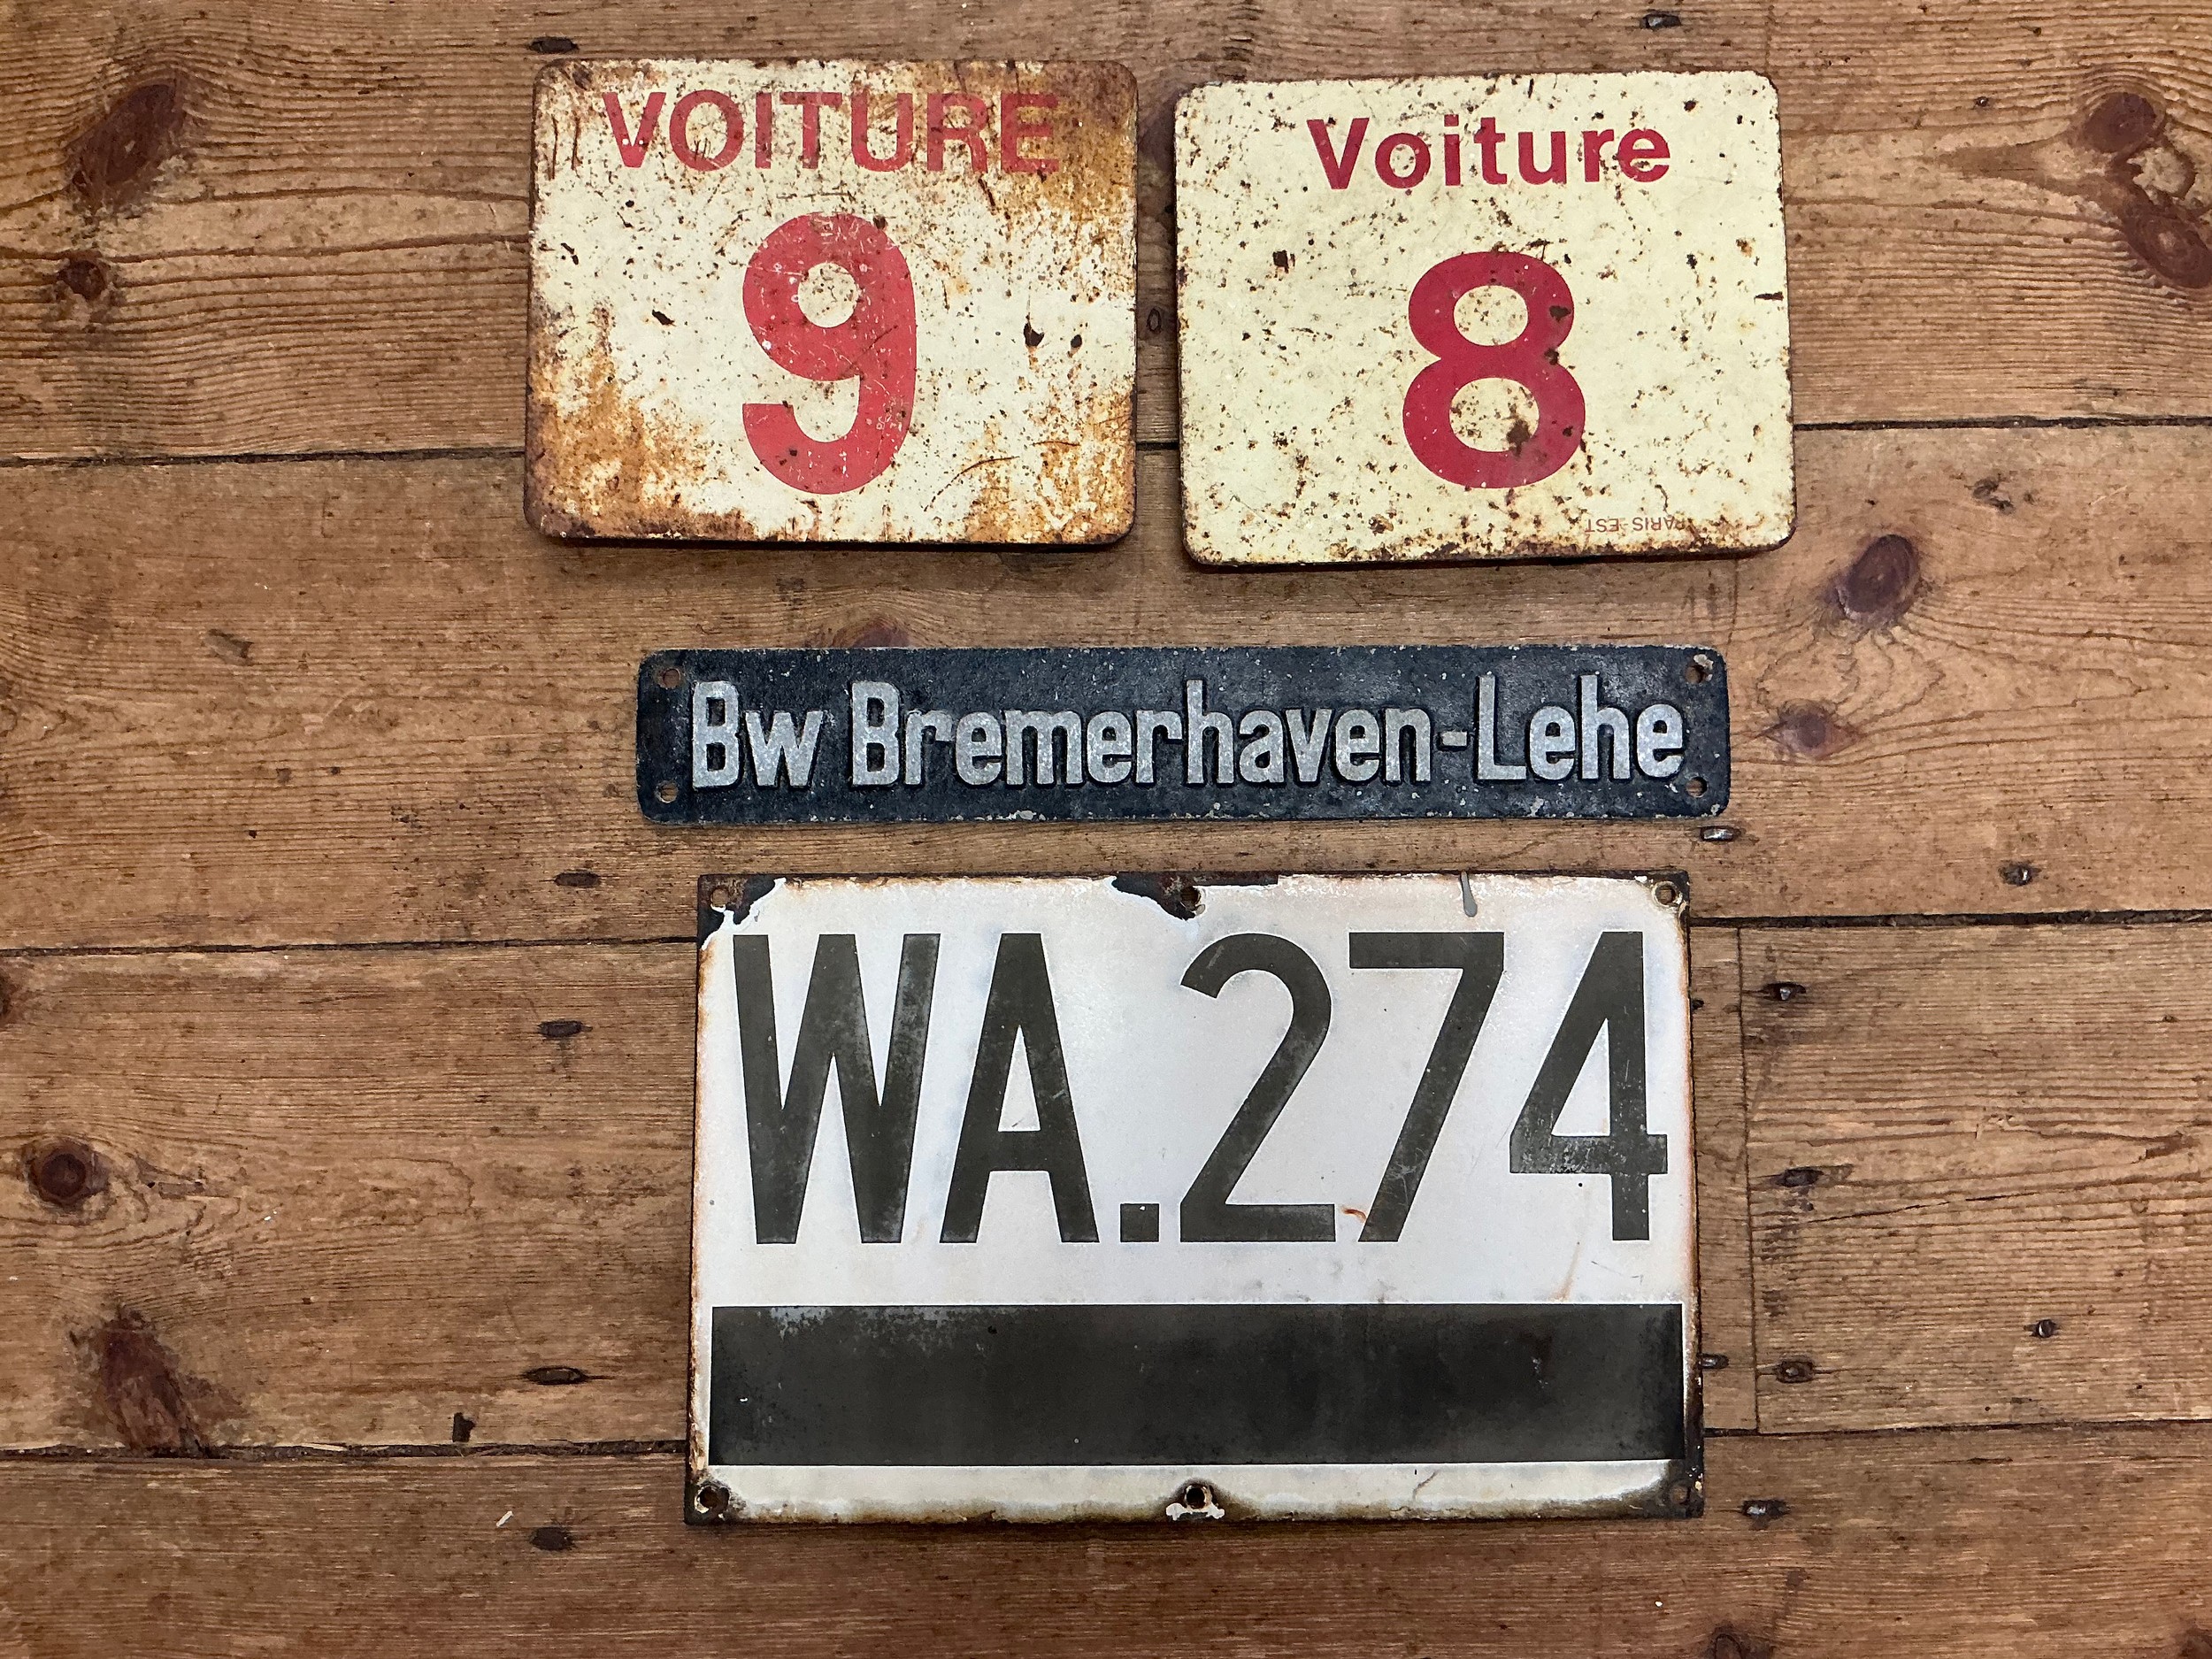 VOITURE
9
Voiture
8
PARIS-EST
Bw Bremerhaven-Lehe
WA.274